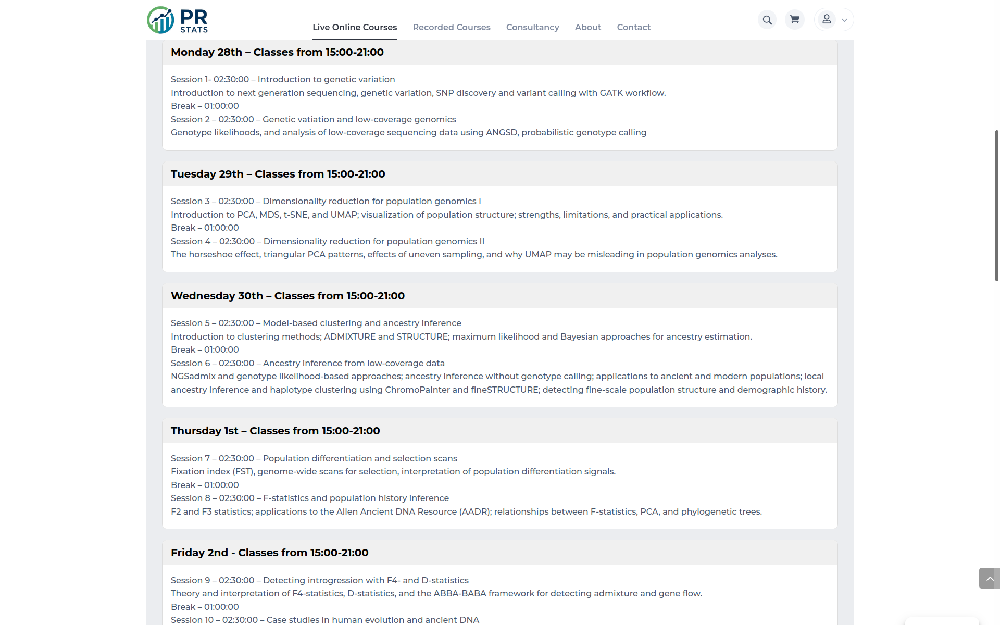 PR
STATS
Live Online Courses
Recorded Courses
Consultancy
About
Contact
Monday 28th – Classes from 15:00-21:00
Session 1- 02:30:00 – Introduction to genetic variation
Introduction to next generation sequencing, genetic variation, SNP discovery and variant calling with GATK workflow.
Break – 01:00:00
Session 2 – 02:30:00 – Genetic vatiation and low-coverage genomics
Genotype likelihoods, and analysis of low-coverage sequencing data using ANGSD, probabilistic genotype calling
Tuesday 29th – Classes from 15:00-21:00
Session 3 – 02:30:00 – Dimensionality reduction for population genomics I
Introduction to PCA, MDS, t-SNE, and UMAP; visualization of population structure; strengths, limitations, and practical applications.
Break – 01:00:00
Session 4 – 02:30:00 – Dimensionality reduction for population genomics II
The horseshoe effect, triangular PCA patterns, effects of uneven sampling, and why UMAP may be misleading in population genomics analyses.
Wednesday 30th – Classes from 15:00-21:00
Session 5 – 02:30:00 – Model-based clustering and ancestry inference
Introduction to clustering methods; ADMIXTURE and STRUCTURE; maximum likelihood and Bayesian approaches for ancestry estimation.
Break – 01:00:00
Session 6 – 02:30:00 – Ancestry inference from low-coverage data
NGSadmix and genotype likelihood-based approaches; ancestry inference without genotype calling; applications to ancient and modern populations; local
ancestry inference and haplotype clustering using ChromoPainter and fineSTRUCTURE; detecting fine-scale population structure and demographic history.
Thursday 1st – Classes from 15:00-21:00
Session 7 – 02:30:00 – Population differentiation and selection scans
Fixation index (FST), genome-wide scans for selection, interpretation of population differentiation signals.
Break – 01:00:00
Session 8 – 02:30:00 – F-statistics and population history inference
F2 and F3 statistics; applications to the Allen Ancient DNA Resource (AADR); relationships between F-statistics, PCA, and phylogenetic trees.
Friday 2nd - Classes from 15:00-21:00
Session 9 – 02:30:00 – Detecting introgression with F4- and D-statistics
Theory and interpretation of F4-statistics, D-statistics, and the ABBA-BABA framework for detecting admixture and gene flow.
Break – 01:00:00
Session 10 – 02:30:00 – Case studies in human evolution and ancient DNA